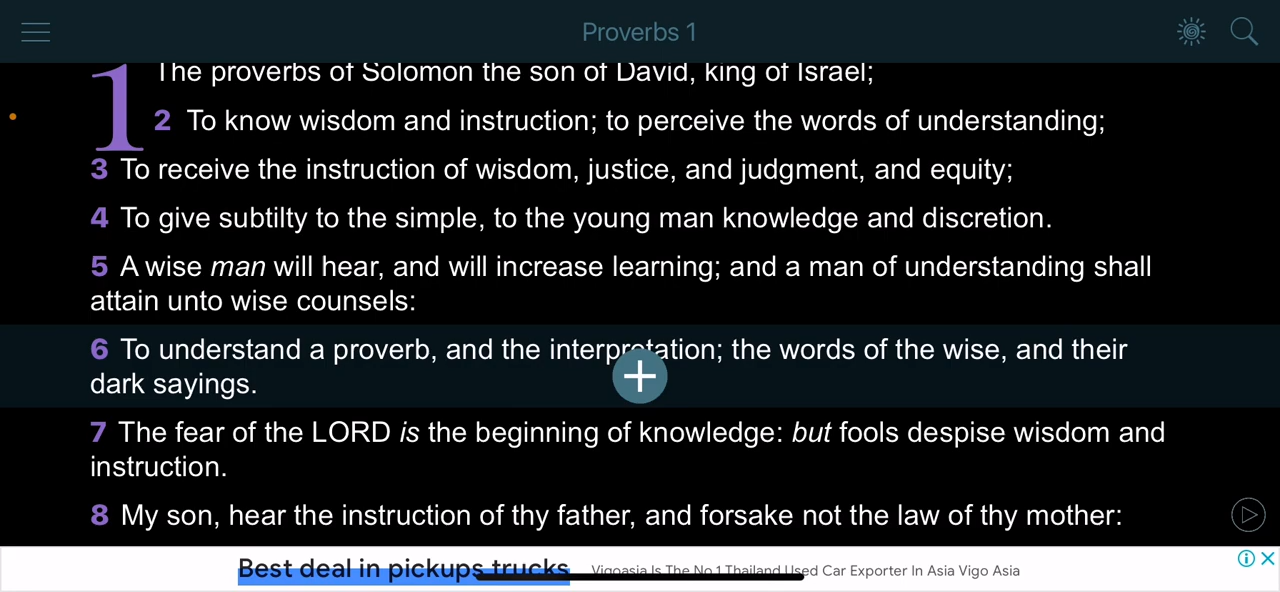 Proverbs 1
1 The proverbs of Solomon the son of David, king of Israel;
2 To know wisdom and instruction; to perceive the words of understanding;
3 To receive the instruction of wisdom, justice, and judgment, and equity;
4 To give subtilty to the simple, to the young man knowledge and discretion.
5 A wise man will hear, and will increase learning; and a man of understanding shall
attain unto wise counsels:
6 To understand a proverb, and the interpretation; the words of the wise, and their
dark sayings.
7 The fear of the LORD is the beginning of knowledge: but fools despise wisdom and
instruction.
8 My son, hear the instruction of thy father, and forsake not the law of thy mother:
Best deal in pickups trucks
Vigoasia Is The No 1 Thailand Used Car Exporter In Asia Vigo Asia